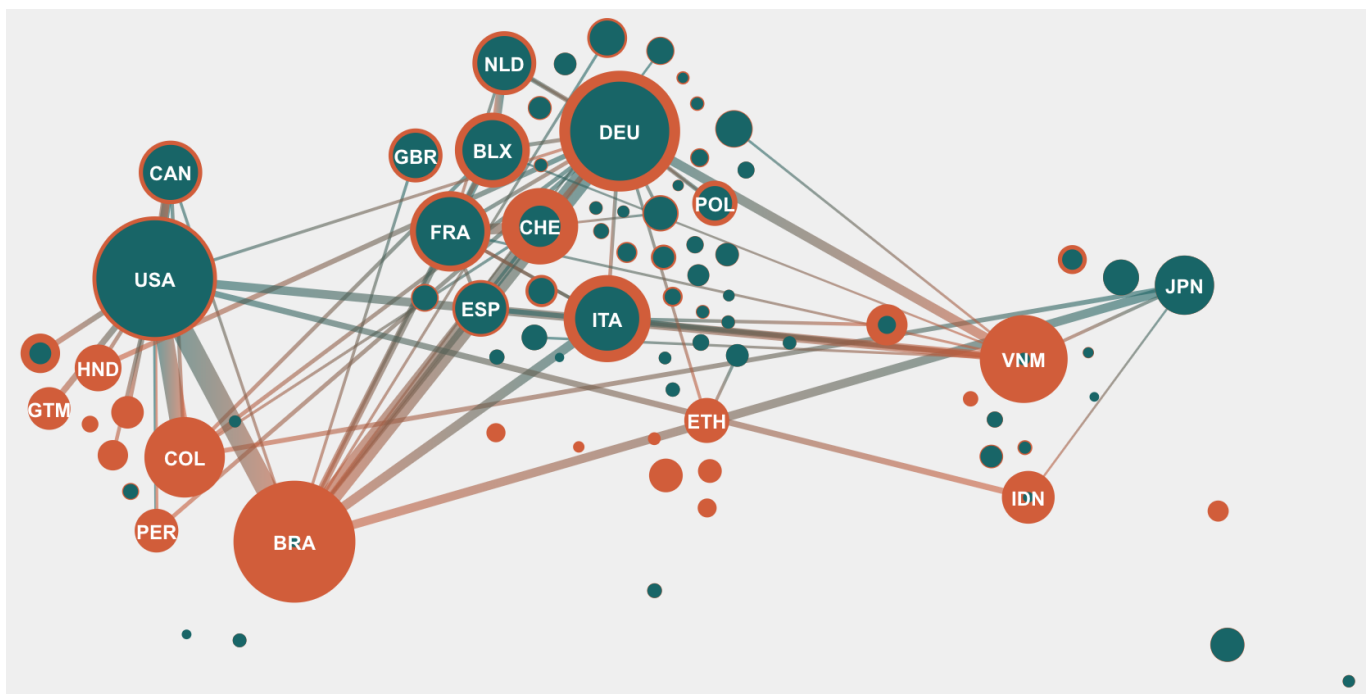 NLD
DEU
GBR
BLX
CAN
POL
FRA
CHE
USA
JPN
ESP
ITA
VNM
HND
GTM
ETH
COL
IDN
PER
BRA